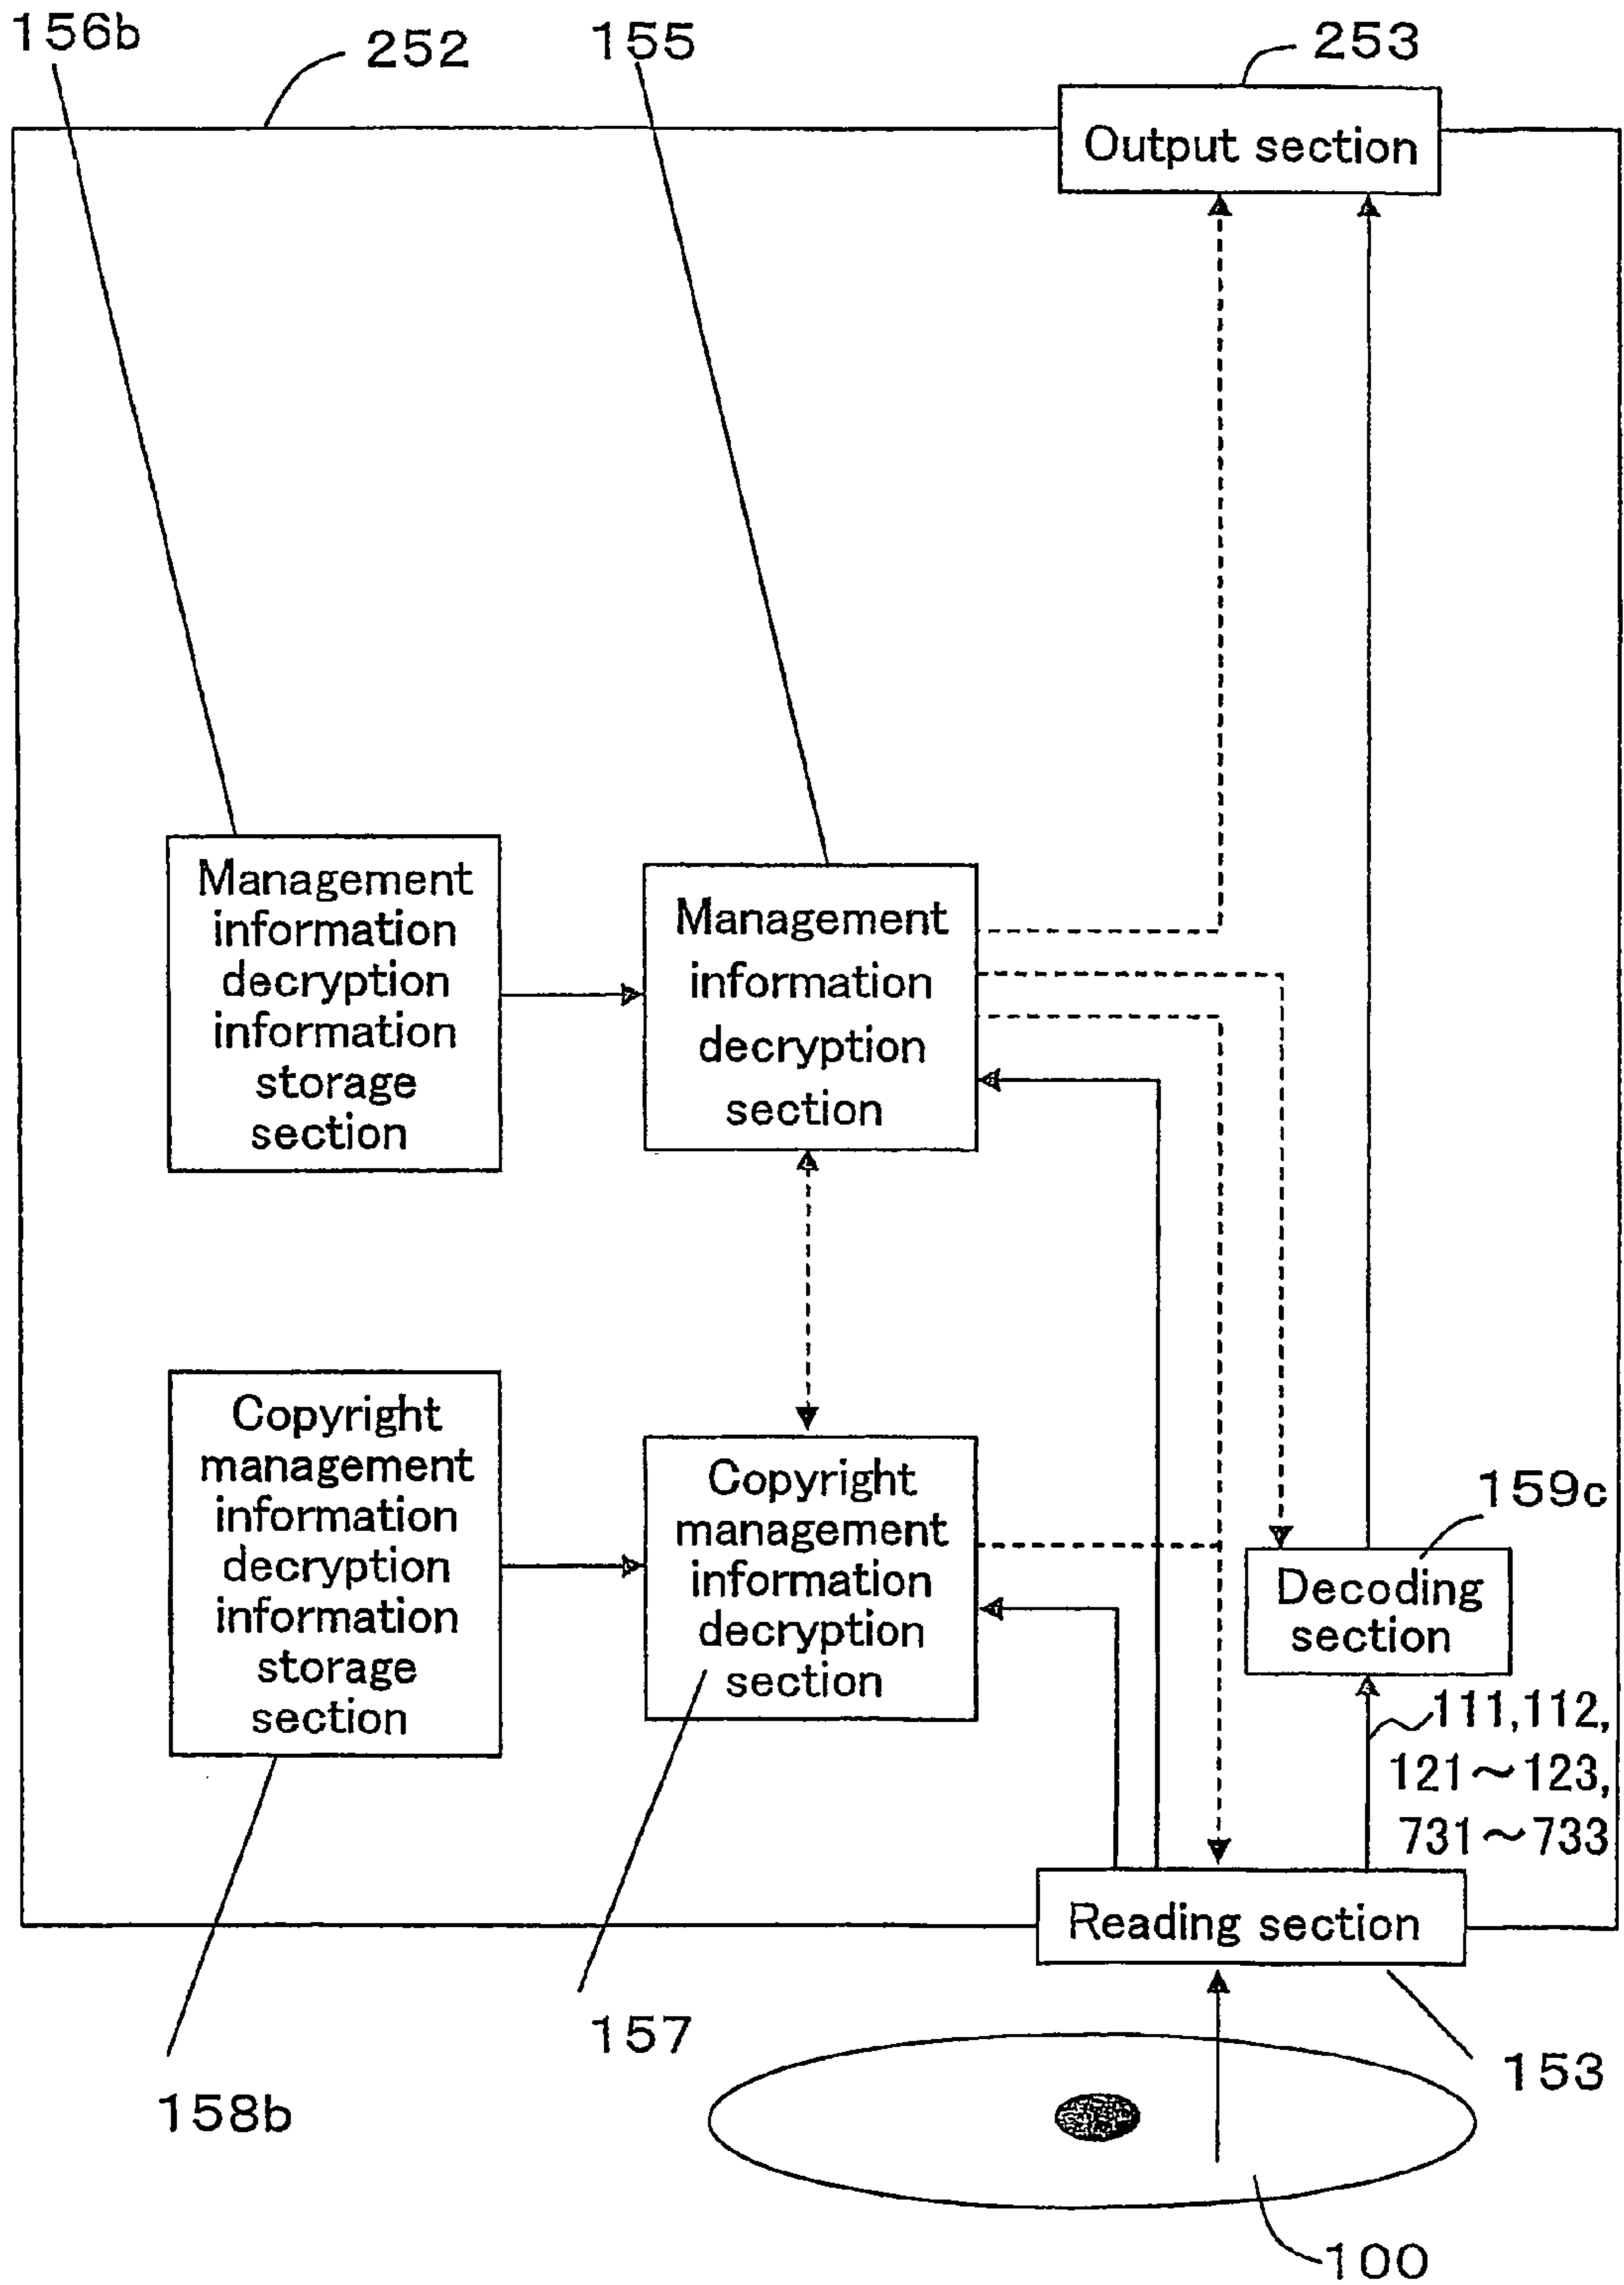 156b
252
155
253
Output section
Management
information
decryption
information
storage
section
Management
information
decryption
section
Copyright
management
information
decryption
information
storage
section
Copyright
management
information
decryption
section
159c
Decoding
section
111,112,
121~123,
731~733
Reading section
157
153
158b
100